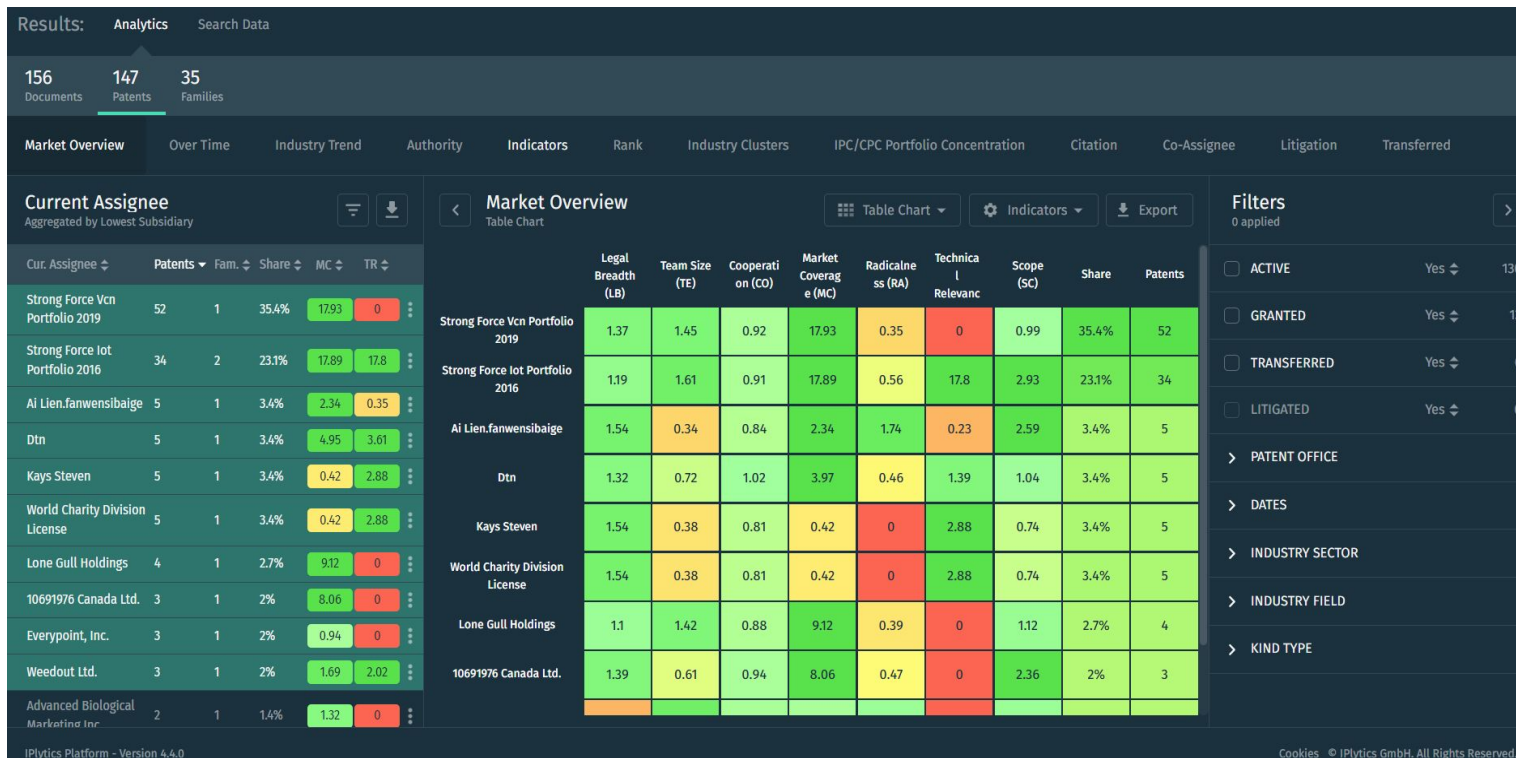 Results: Analytics Search Data
156 147 35
Documents Patents Families
Market Overview Over Time Industry Trend Authority Indicators Rank Industry Clusters IPC/CPC Portfolio Concentration Citation Co-Assignee Litigation Transferred
Current Assignee
Aggregated by Lowest Subsidiary
Cur. Assignee Patents Fam. Share MC TR
Strong Force Vcn
Portfolio 2019
52 1 35.4% 17.93 0
Strong Force Iot
Portfolio 2016
34 2 23.1% 17.89 17.8
Ai Lien.fanwensibaige 5 1 3.4% 2.34 0.35
Dtn 5 1 3.4% 4.95 3.61
Kays Steven 5 1 3.4% 0.42 2.88
World Charity Division
License
5 1 3.4% 0.42 2.88
Lone Gull Holdings 4 1 2.7% 9.12 0
10691976 Canada Ltd. 3 1 2% 8.06 0
Everypoint, Inc. 3 1 2% 0.94 0
Weedout Ltd. 3 1 2% 1.69 2.02
Advanced Biological
Marketing Inc
2 1 1.4% 1.32 0
Market Overview
Table Chart
Table Chart Indicators Export
Legal
Breadth
(LB)
Team Size
(TE)
Cooperati
on (CO)
Market
Coverag
e (MC)
Radicalne
ss (RA)
Technica
l
Relevanc
Scope
(SC)
Share
Patents
Strong Force Vcn Portfolio
2019
1.37 1.45 0.92 17.93 0.35 0 0.99 35.4% 52
Strong Force Iot Portfolio
2016
1.19 1.61 0.91 17.89 0.56 17.8 2.93 23.1% 34
Ai Lien.fanwensibaige 1.54 0.34 0.84 2.34 1.74 0.23 2.59 3.4% 5
Dtn 1.32 0.72 1.02 3.97 0.46 1.39 1.04 3.4% 5
Kays Steven 1.54 0.38 0.81 0.42 0 2.88 0.74 3.4% 5
World Charity Division
License
1.54 0.38 0.81 0.42 0 2.88 0.74 3.4% 5
Lone Gull Holdings 1.1 1.42 0.88 9.12 0.39 0 1.12 2.7% 4
10691976 Canada Ltd. 1.39 0.61 0.94 8.06 0.47 0 2.36 2% 3
Filters
0 applied
ACTIVE Yes
GRANTED Yes
TRANSFERRED Yes
LITIGATED Yes
PATENT OFFICE
DATES
INDUSTRY SECTOR
INDUSTRY FIELD
KIND TYPE
IPlytics Platform - Version 4.4.0
Cookies © IPlytics GmbH. All Rights Reserved